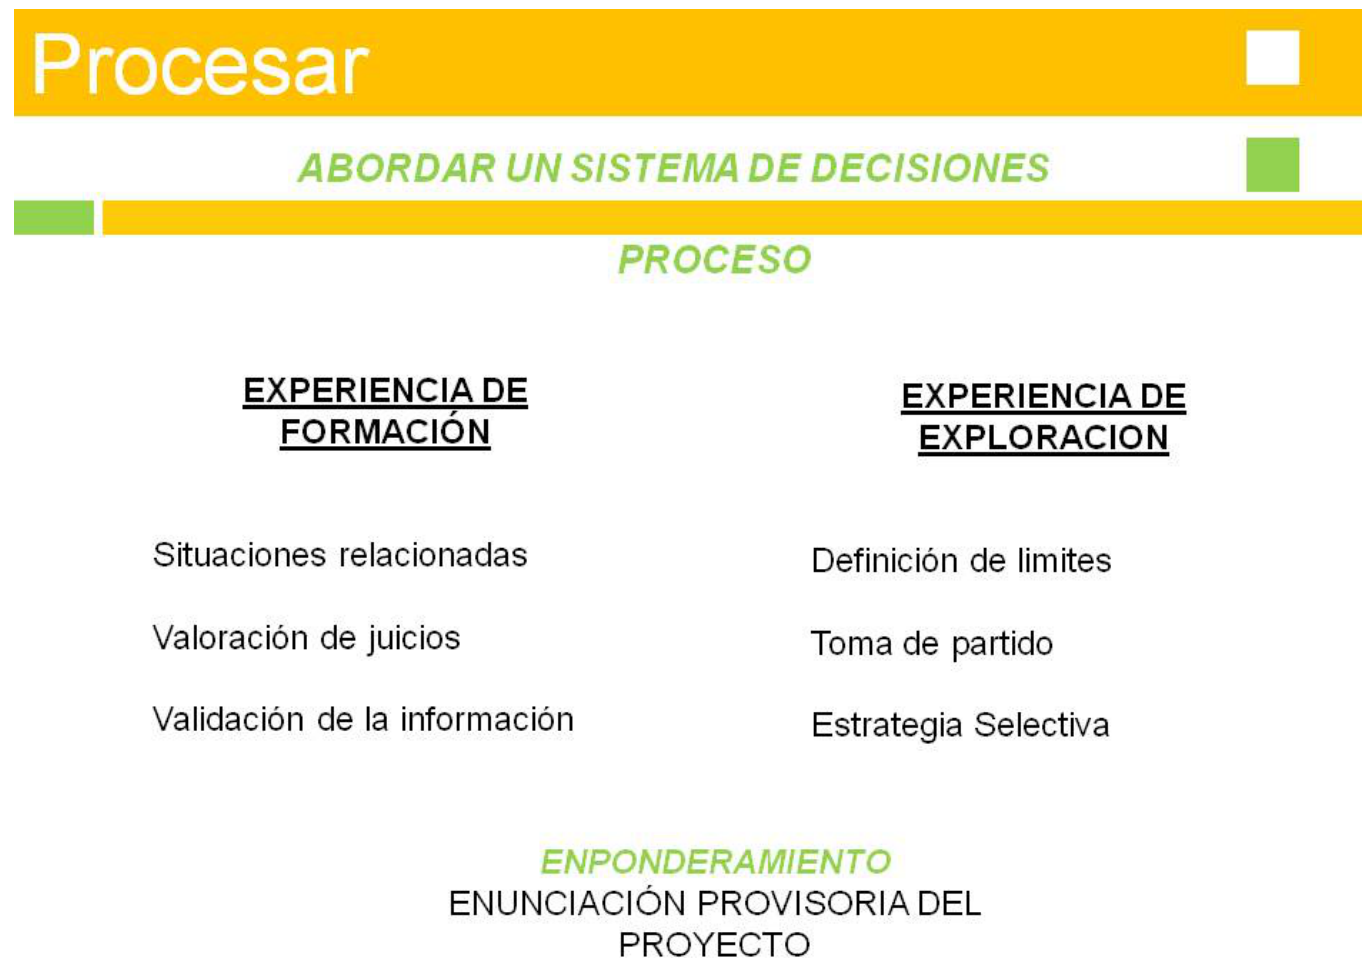 Procesar
ABORDAR UN SISTEMA DE DECISIONES
PROCESO
EXPERIENCIA DE
FORMACIÓN
Situaciones relacionadas
Valoración de juicios
Validación de la información
EXPERIENCIA DE
EXPLORACION
Definición de limites
Toma de partido
Estrategia Selectiva
ENPONDERAMIENTO
ENUNCIACIÓN PROVISORIA DEL
PROYECTO